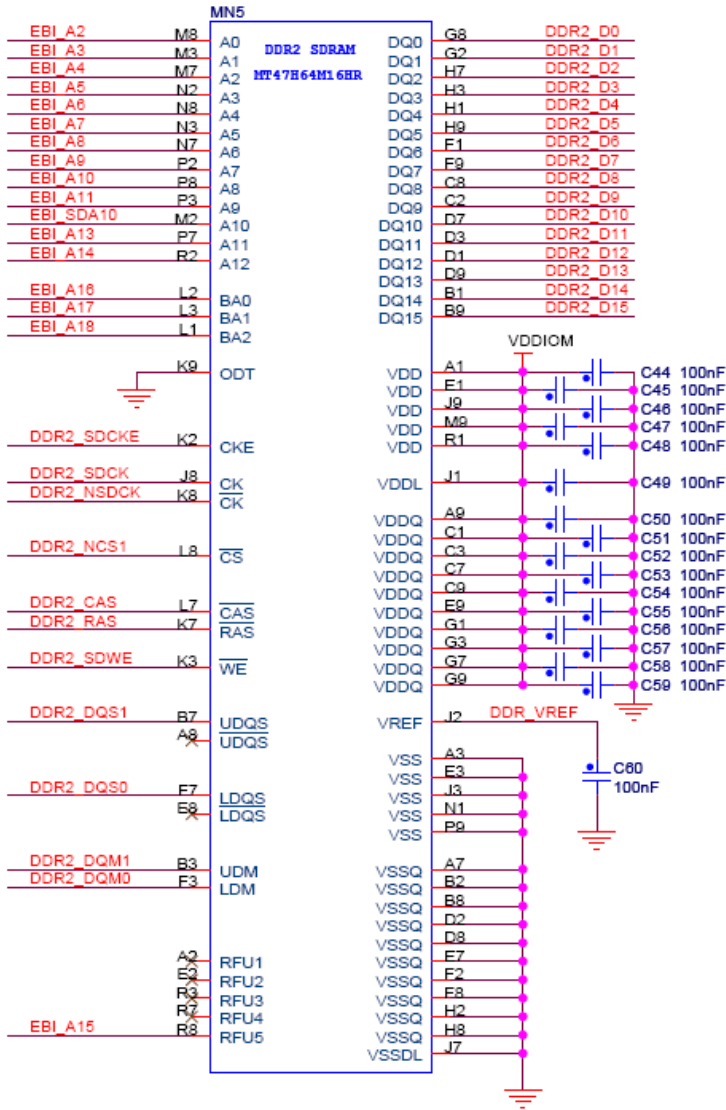 MN5
DDR2 SDRAM
MT47H64M16HR
EBI_A2 M8 A0 DQ0 G8 DDR2_D0
EBI_A3 M3 A1 DQ1 G2 DDR2_D1
EBI_A4 M7 A2 DQ2 H7 DDR2_D2
EBI_A5 N2 A3 DQ3 H3 DDR2_D3
EBI_A6 N8 A4 DQ4 H1 DDR2_D4
EBI_A7 N3 A5 DQ5 H9 DDR2_D5
EBI_A8 N7 A6 DQ6 F1 DDR2_D6
EBI_A9 P2 A7 DQ7 F9 DDR2_D7
EBI_A10 P8 A8 DQ8 C8 DDR2_D8
EBI_A11 P3 A9 DQ9 C2 DDR2_D9
EBI_SDA10 M2 A10 DQ10 D7 DDR2_D10
EBI_A13 P7 A11 DQ11 D3 DDR2_D11
EBI_A14 R2 A12 DQ12 D1 DDR2_D12
DQ13 D9 DDR2_D13
EBI_A16 L2 BA0 DQ14 B1 DDR2_D14
EBI_A17 L3 BA1 DQ15 B9 DDR2_D15
EBI_A18 L1 BA2
VDDIOM
K9 ODT VDD A1 C44 100nF
VDD E1 C45 100nF
VDD J9 C46 100nF
VDD M9 C47 100nF
DDR2_SDCKE K2 CKE VDD R1 C48 100nF
DDR2_SDCK J8 CK VDDL J1 C49 100nF
DDR2_NSDCK K8 CK
VDDQ A9 C50 100nF
VDDQ C1 C51 100nF
DDR2_NCS1 L8 CS VDDQ C3 C52 100nF
VDDQ C7 C53 100nF
VDDQ C9 C54 100nF
DDR2_CAS L7 CAS VDDQ E9 C55 100nF
DDR2_RAS K7 RAS VDDQ G1 C56 100nF
VDDQ G3 C57 100nF
DDR2_SDWE K3 WE VDDQ G7 C58 100nF
VDDQ G9 C59 100nF
DDR2_DQS1 B7 UDQS VREF J2 DDR_VREF
A8 UDQS
VSS A3
VSS E3 C60
DDR2_DQS0 F7 LDQS VSS J3 100nF
E8 LDQS VSS N1
VSS P9
DDR2_DQM1 B3 UDM VSSQ A7
DDR2_DQM0 F3 LDM VSSQ B2
VSSQ B8
VSSQ D2
VSSQ D8
A2 RFU1 VSSQ E7
E2 RFU2 VSSQ F2
R3 RFU3 VSSQ F8
R7 RFU4 VSSQ H2
EBI_A15 R8 RFU5 VSSQ H8
VSSDL J7